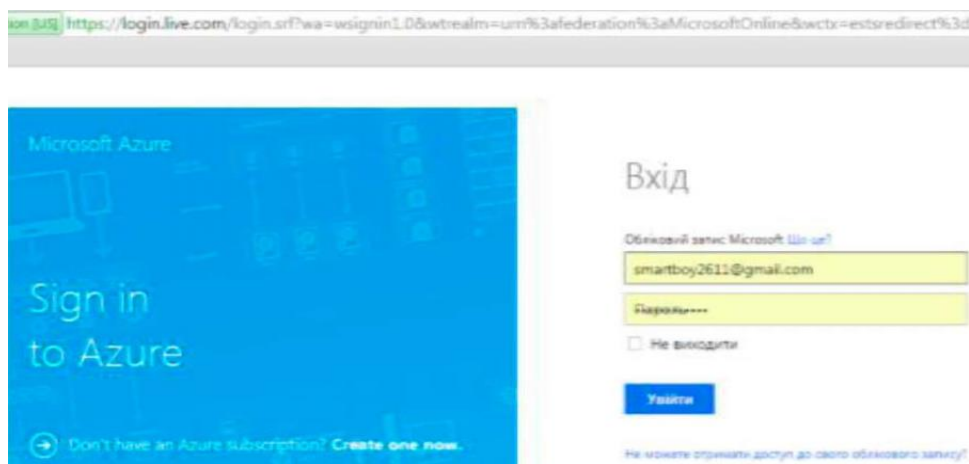 ion [US] https://login.live.com/login.srf?wa=wsignin1.0&wtrealm=urn%3afederation%3aMicrosoftOnline&wctx=estsredirect%3d
Microsoft Azure
Sign in
to Azure
Don't have an Azure subscription? Create one now.
Вхід
Обліковий запис Microsoft Що це?
smartboy2611@gmail.com
Пароль
Не виходити
Увійти
Не можете отримати доступ до свого облікового запису?